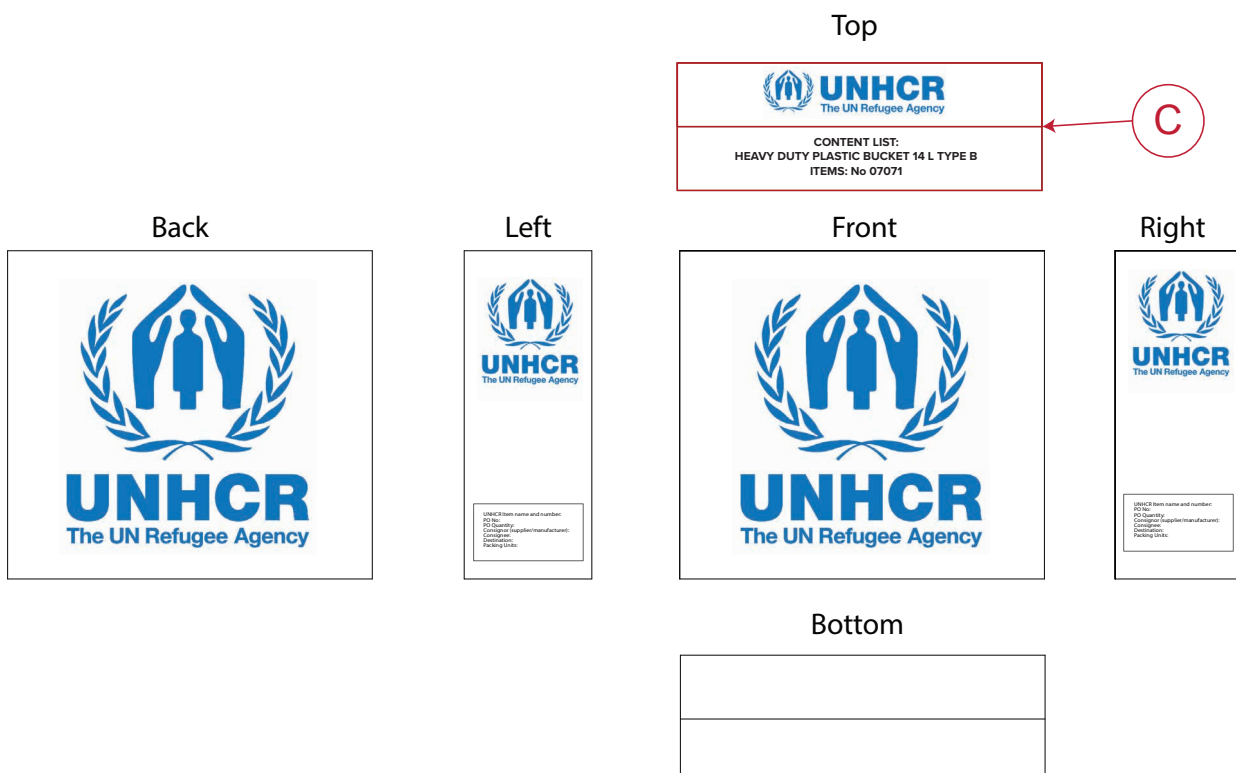 Top
UNHCR
The UN Refugee Agency
C
CONTENT LIST:
HEAVY DUTY PLASTIC BUCKET 14 L TYPE B
ITEMS: No 07071
Back
Left
Front
Right
UNHCR
The UN Refugee Agency
UNHCR
The UN Refugee Agency
UNHCR Item name and number:
PO No:
PO Quantity:
Consignor (supplier/manufacturer):
Consignee:
Destination:
Packing Units:
UNHCR
The UN Refugee Agency
UNHCR
The UN Refugee Agency
UNHCR Item name and number:
PO No:
PO Quantity:
Consignor (supplier/manufacturer):
Consignee:
Destination:
Packing Units:
Bottom